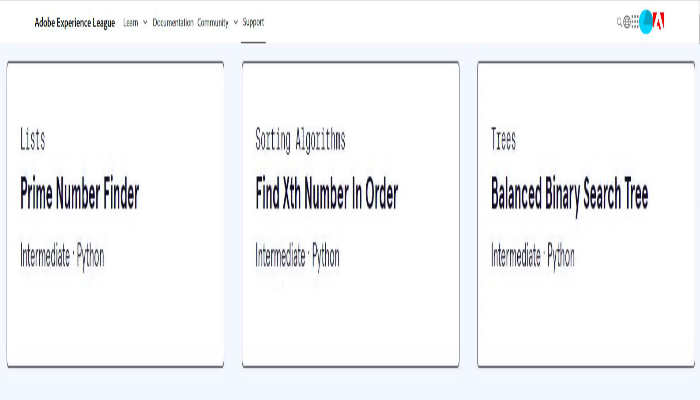 Adobe Experience League Learn Documentation Community Support
Lists
Prime Number Finder
Intermediate · Python
Sorting Algorithms
Find Xth Number In Order
Intermediate · Python
Trees
Balanced Binary Search Tree
Intermediate · Python